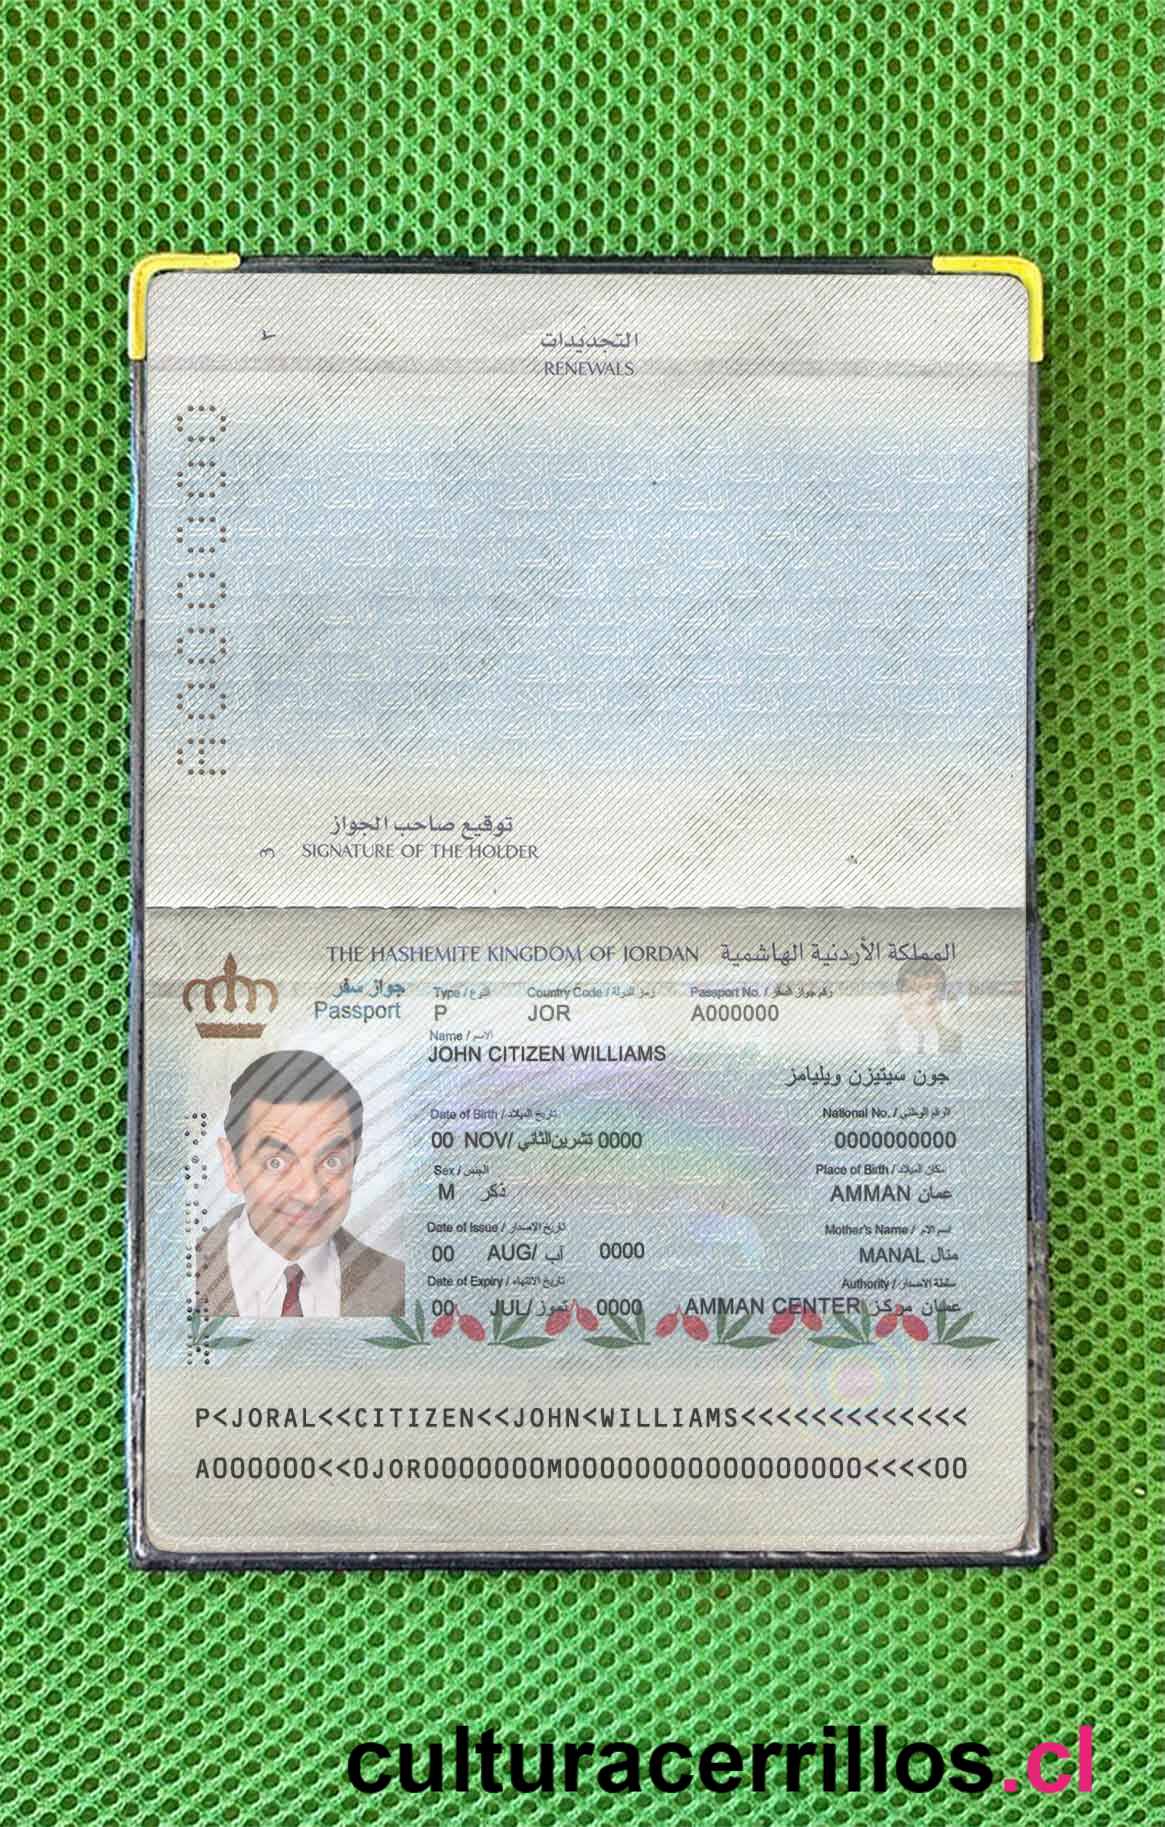 التجديدات
٢
RENEWALS
A000000
توقيع صاحب الجواز
٣ SIGNATURE OF THE HOLDER
THE HASHEMITE KINGDOM OF JORDAN المملكة الأردنية الهاشمية
جواز سفر Type / النوع Country Code / رمز الدولة Passport No. / رقم جواز السفر
Passport P JOR A000000
Name / الاسم
JOHN CITIZEN WILLIAMS
جون سيتيزن ويليامز
Date of Birth / تاريخ الميلاد National No. / الرقم الوطني
00 NOV/ تشرين الثاني 0000 0000000000
Sex / الجنس Place of Birth / مكان الميلاد
M ذكر AMMAN عمان
Date of Issue / تاريخ الاصدار Mother's Name / اسم الام
00 AUG/ آب 0000 MANAL منال
Date of Expiry / تاريخ الانتهاء Authority / سلطة الاصدار
00 JUL/ تموز 0000 AMMAN CENTER عمان مركز
P<JORAL<<CITIZEN<<JOHN<WILLIAMS<<<<<<<<<<<<<
A000000<<0JOR0000000M00000000000000000<<<<00
culturacerrillos.cl